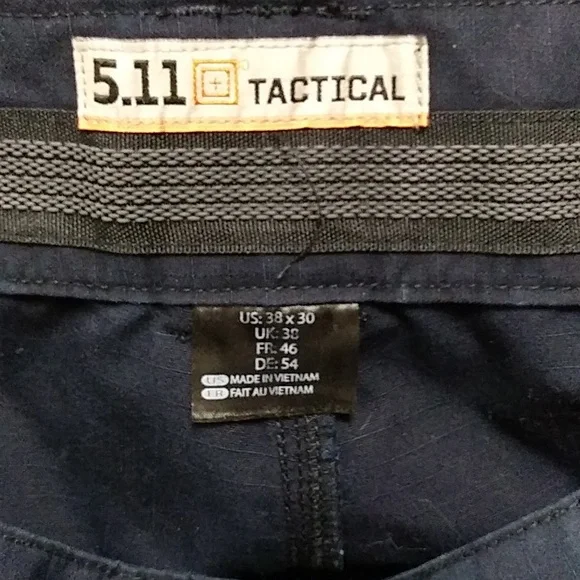 5.11 TACTICAL
US: 38 x 30
UK: 38
FR: 46
DE: 54
US MADE IN VIETNAM
FR FAIT AU VIETNAM